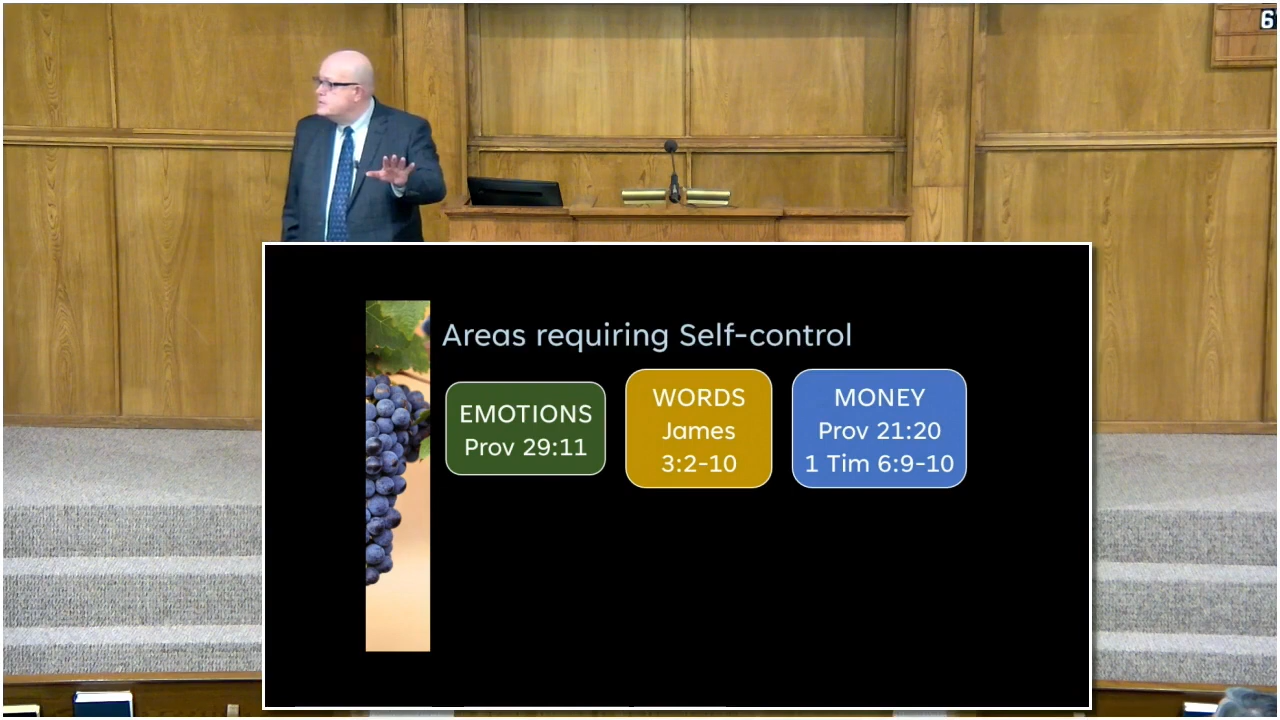 6
Areas requiring Self-control
EMOTIONS
Prov 29:11
WORDS
James
3:2-10
MONEY
Prov 21:20
1 Tim 6:9-10